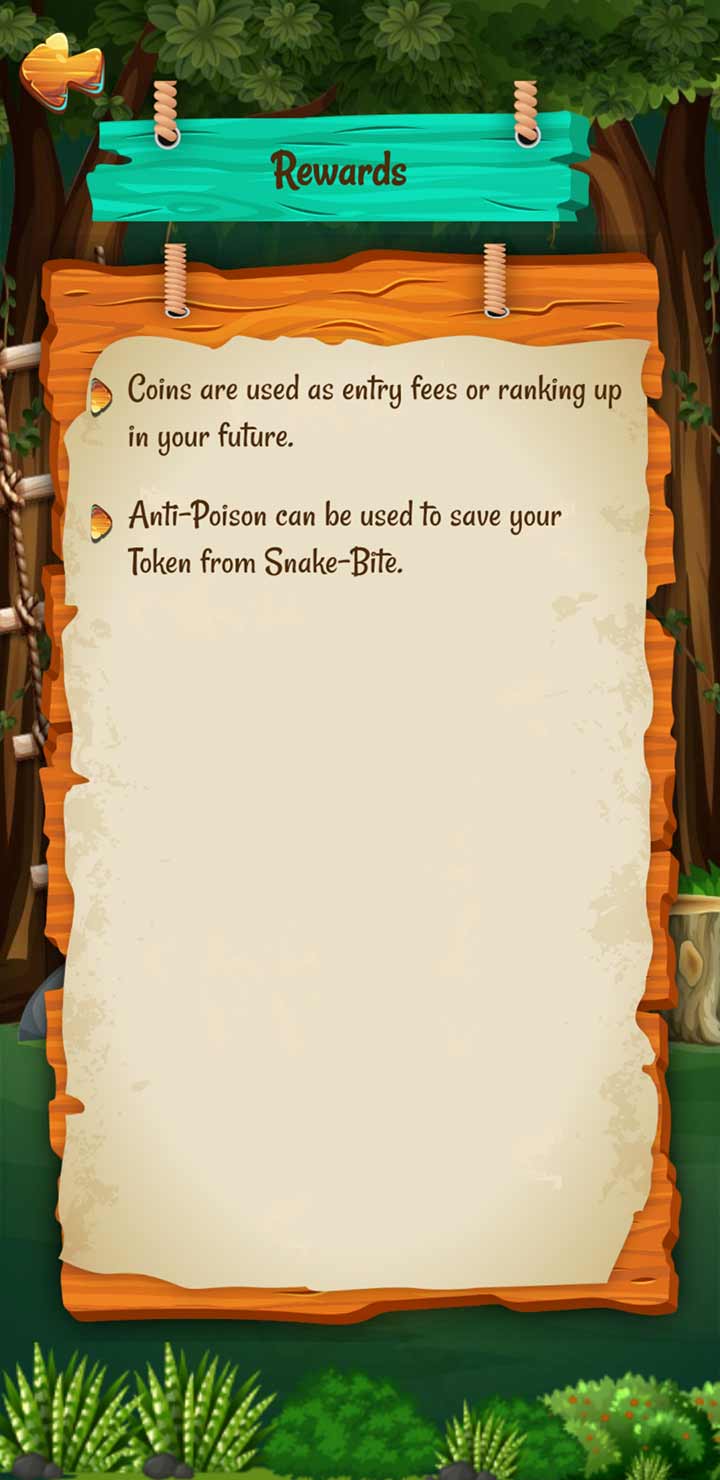 Rewards
Coins are used as entry fees or ranking up
in your future.
Anti-Poison can be used to save your
Token from Snake-Bite.